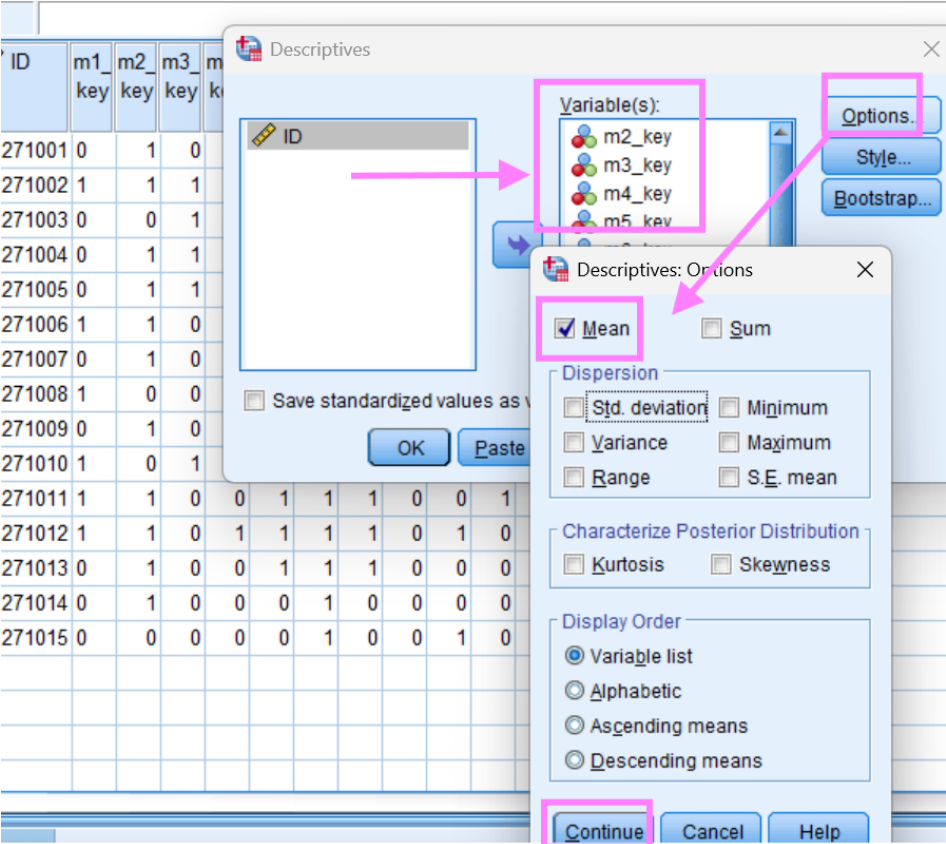 Descriptives
ID m1_ m2_ m3_ m
key key key
Variable(s):
ID
m2_key
m3_key
m4_key
m5_key
Options..
Style...
Bootstrap...
Save standardized values as v
OK Paste
Descriptives: Options
Mean Sum
Dispersion
Std. deviation Minimum
Variance Maximum
Range S.E. mean
Characterize Posterior Distribution
Kurtosis Skewness
Display Order
Variable list
Alphabetic
Ascending means
Descending means
Continue Cancel Help
271001 0 1 0
271002 1 1 1
271003 0 0 1
271004 0 1 1
271005 0 1 1
271006 1 1 0
271007 0 1 0
271008 1 0 0
271009 0 1 0
271010 1 0 1
271011 1 1 0 0 1 1 1 0 0 1
271012 1 1 0 1 1 1 1 0 1 0
271013 0 1 0 0 1 1 1 0 0 0
271014 0 1 0 0 0 1 0 0 0 0
271015 0 0 0 0 0 1 0 0 1 0